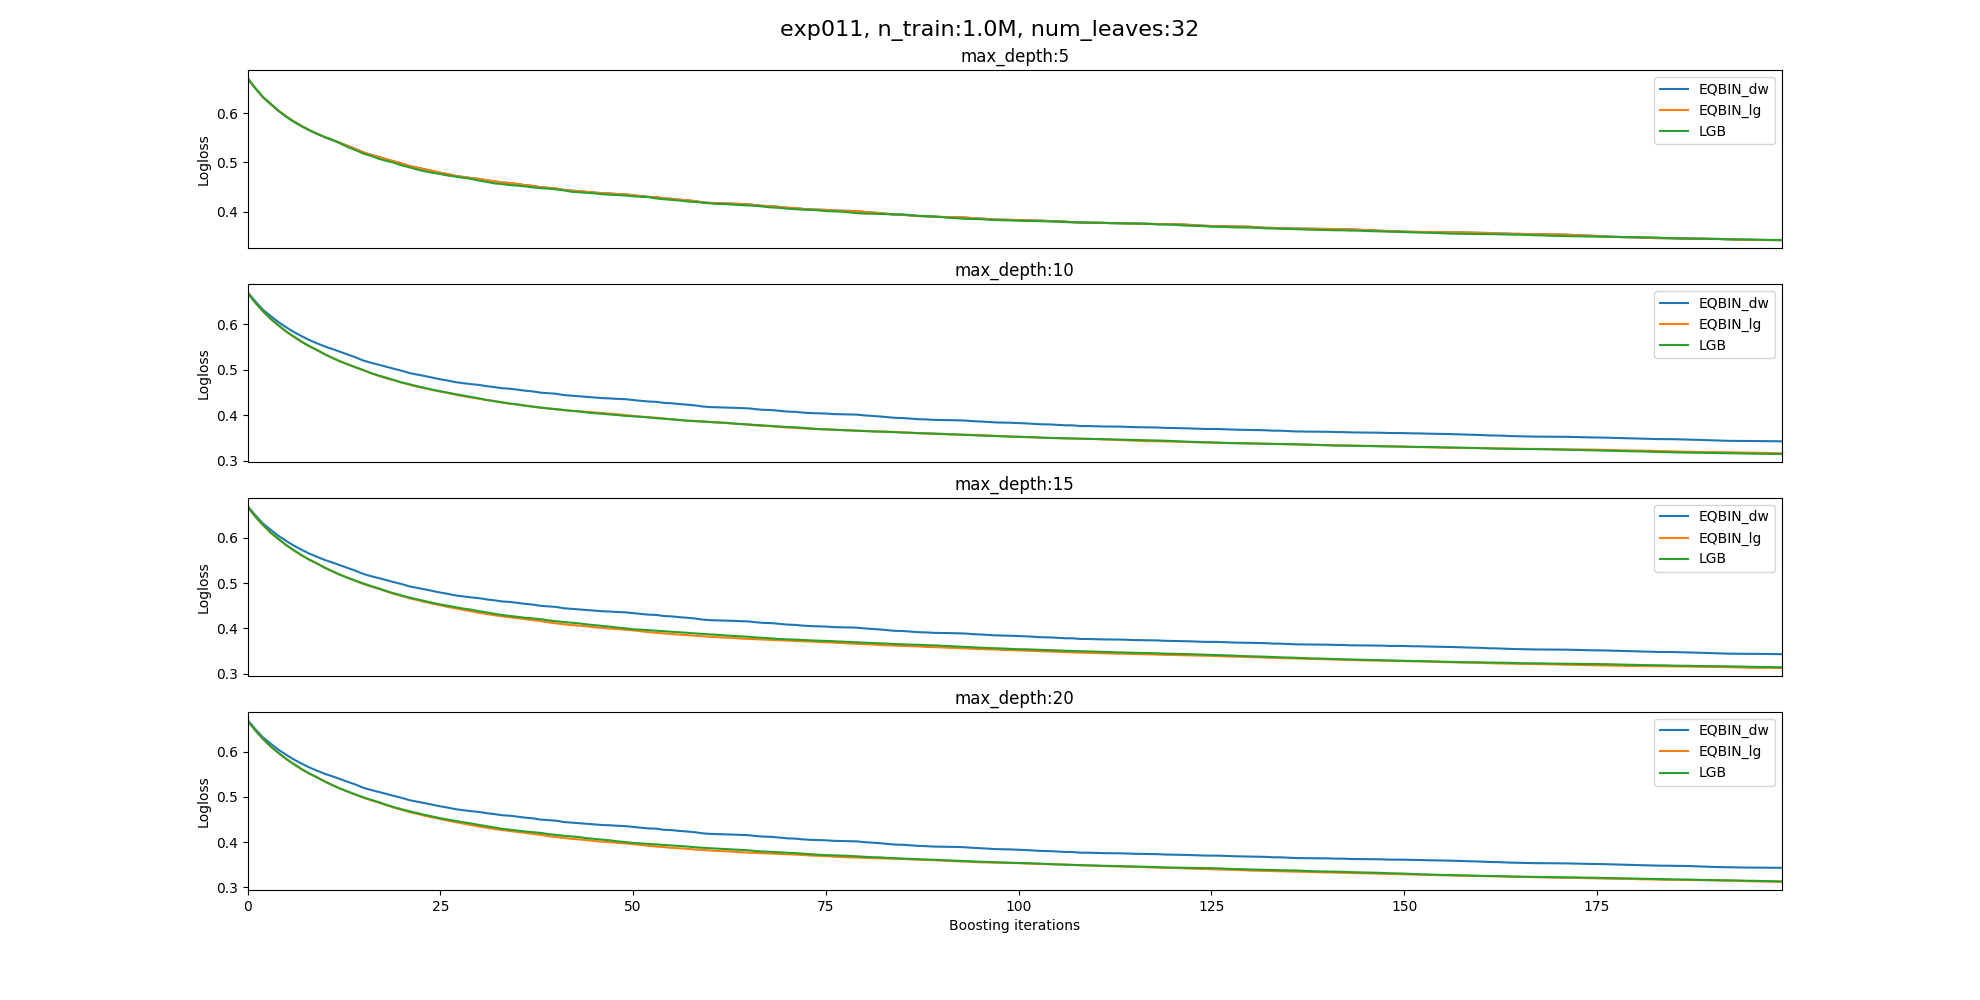 exp011, n_train:1.0M, num_leaves:32
max_depth:5
0.6
0.5
0.4
Logloss
EQBIN_dw
EQBIN_lg
LGB
max_depth:10
0.6
0.5
0.4
0.3
Logloss
EQBIN_dw
EQBIN_lg
LGB
max_depth:15
0.6
0.5
0.4
0.3
Logloss
EQBIN_dw
EQBIN_lg
LGB
max_depth:20
0.6
0.5
0.4
0.3
Logloss
EQBIN_dw
EQBIN_lg
LGB
0 25 50 75 100 125 150 175
Boosting iterations